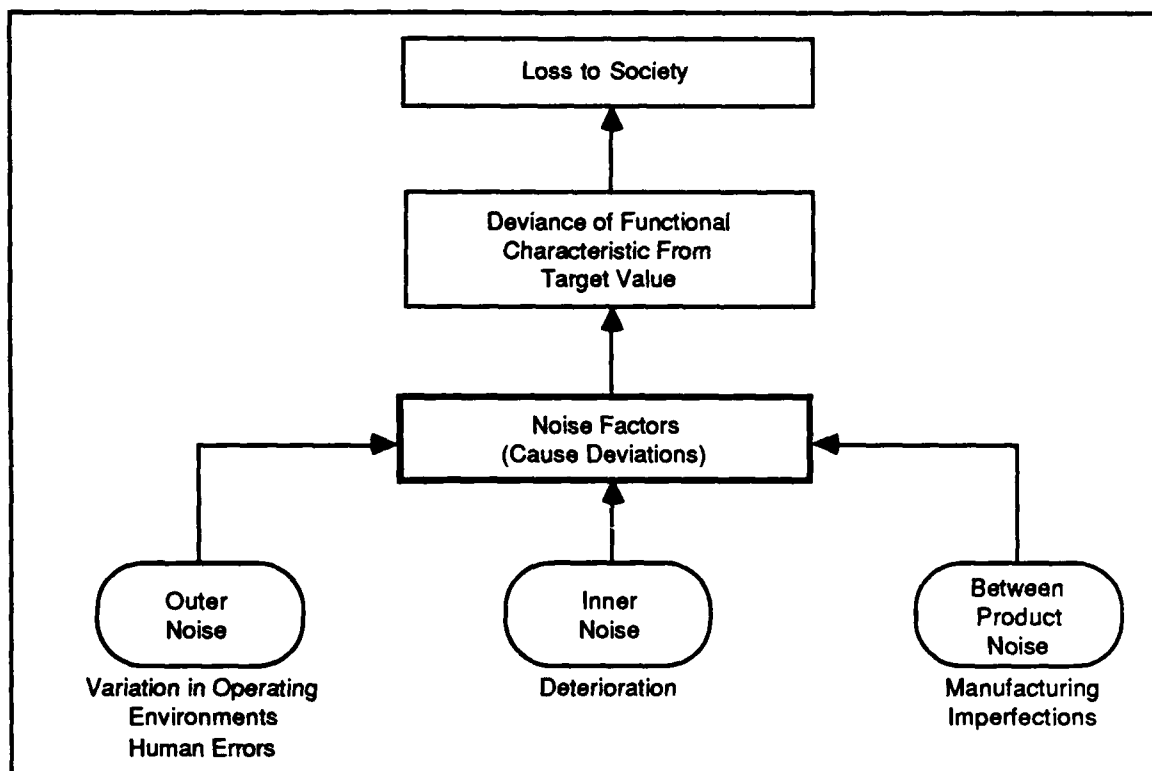 Loss to Society
Deviance of Functional
Characteristic From
Target Value
Noise Factors
(Cause Deviations)
Outer
Noise
Inner
Noise
Between
Product
Noise
Variation in Operating
Environments
Human Errors
Deterioration
Manufacturing
Imperfections